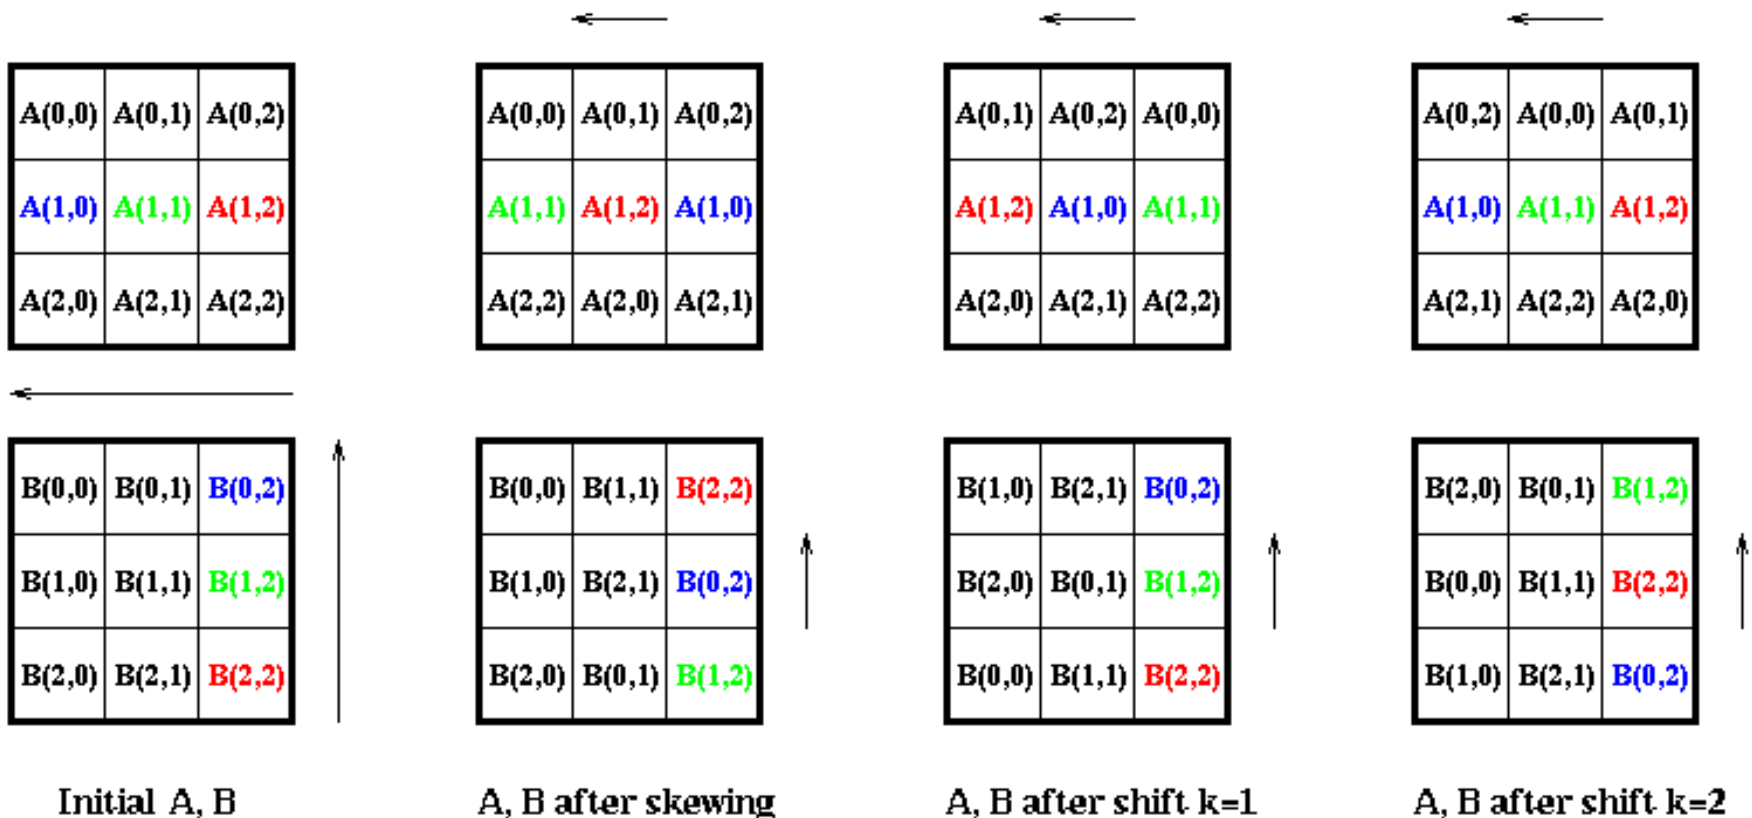 A(0,0) A(0,1) A(0,2) A(0,0) A(0,1) A(0,2) A(0,1) A(0,2) A(0,0) A(0,2) A(0,0) A(0,1)
A(1,0) A(1,1) A(1,2) A(1,1) A(1,2) A(1,0) A(1,2) A(1,0) A(1,1) A(1,0) A(1,1) A(1,2)
A(2,0) A(2,1) A(2,2) A(2,2) A(2,0) A(2,1) A(2,0) A(2,1) A(2,2) A(2,1) A(2,2) A(2,0)
B(0,0) B(0,1) B(0,2) B(0,0) B(1,1) B(2,2) B(1,0) B(2,1) B(0,2) B(2,0) B(0,1) B(1,2)
B(1,0) B(1,1) B(1,2) B(1,0) B(2,1) B(0,2) B(2,0) B(0,1) B(1,2) B(0,0) B(1,1) B(2,2)
B(2,0) B(2,1) B(2,2) B(2,0) B(0,1) B(1,2) B(0,0) B(1,1) B(2,2) B(1,0) B(2,1) B(0,2)
Initial A, B A, B after skewing A, B after shift k=1 A, B after shift k=2